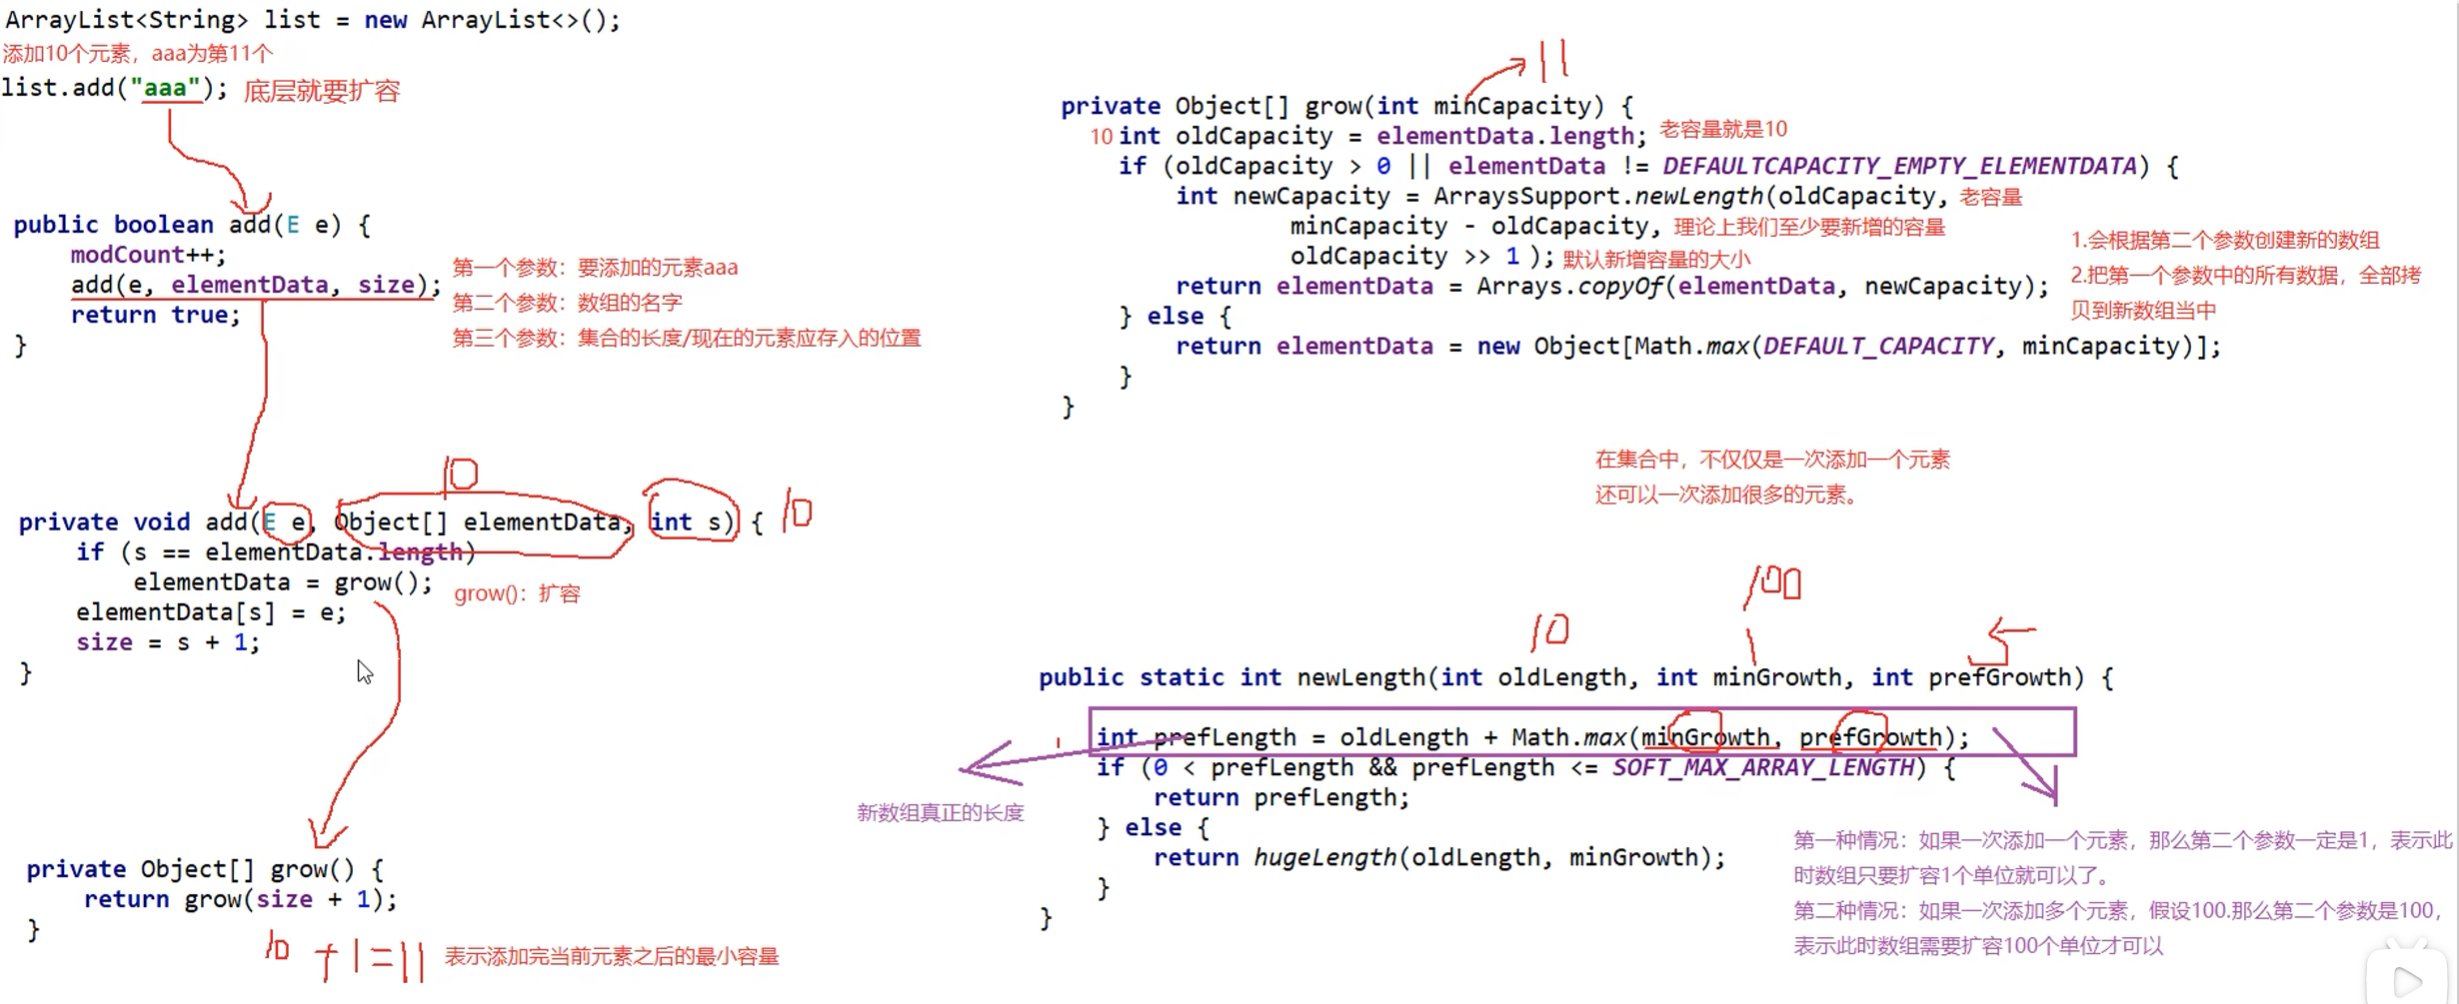 ArrayList<String> list = new ArrayList<>();
添加10个元素，aaa为第11个
list.add("aaa"); 底层就要扩容
public boolean add(E e) {
modCount++;
add(e, elementData, size);
return true;
}
第一个参数：要添加的元素aaa
第二个参数：数组的名字
第三个参数：集合的长度/现在的元素应存入的位置
10
private void add(E e, Object[] elementData, int s) { 10
if (s == elementData.length)
elementData = grow(); grow()：扩容
elementData[s] = e;
size = s + 1;
}
private Object[] grow() {
return grow(size + 1);
}
10 + 1 = 11 表示添加完当前元素之后的最小容量
11
private Object[] grow(int minCapacity) {
10 int oldCapacity = elementData.length; 老容量就是10
if (oldCapacity > 0 || elementData != DEFAULTCAPACITY_EMPTY_ELEMENTDATA) {
int newCapacity = ArraysSupport.newLength(oldCapacity, 老容量
minCapacity - oldCapacity, 理论上我们至少要新增的容量
oldCapacity >> 1 ); 默认新增容量的大小
return elementData = Arrays.copyOf(elementData, newCapacity);
} else {
return elementData = new Object[Math.max(DEFAULT_CAPACITY, minCapacity)];
}
}
1.会根据第二个参数创建新的数组
2.把第一个参数中的所有数据，全部拷
贝到新数组当中
在集合中，不仅仅是一次添加一个元素
还可以一次添加很多的元素。
100
10
1
5
public static int newLength(int oldLength, int minGrowth, int prefGrowth) {
int prefLength = oldLength + Math.max(minGrowth, prefGrowth);
if (0 < prefLength && prefLength <= SOFT_MAX_ARRAY_LENGTH) {
return prefLength;
} else {
return hugeLength(oldLength, minGrowth);
}
}
新数组真正的长度
第一种情况：如果一次添加一个元素，那么第二个参数一定是1，表示此
时数组只要扩容1个单位就可以了。
第二种情况：如果一次添加多个元素，假设100.那么第二个参数是100，
表示此时数组需要扩容100个单位才可以